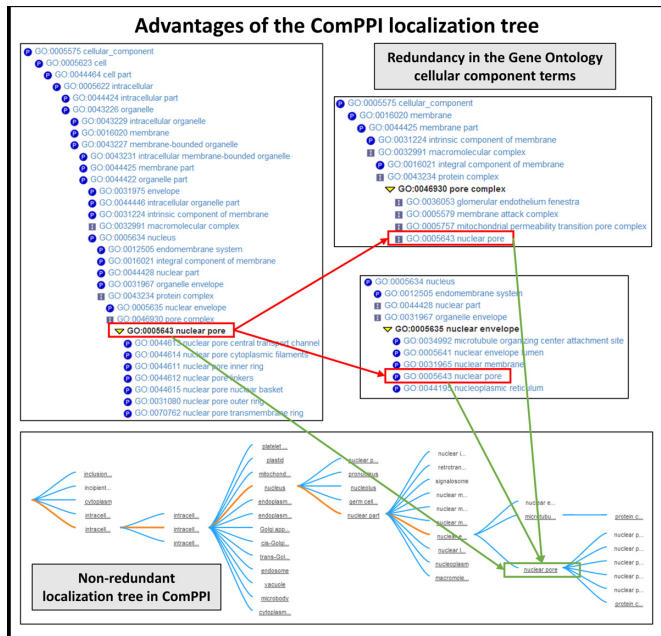 Advantages of the ComPPI localization tree
GO:0005575 cellular_component
GO:0005623 cell
GO:0044464 cell part
GO:0005622 intracellular
GO:0044424 intracellular part
GO:0043226 organelle
GO:0043229 intracellular organelle
GO:0016020 membrane
GO:0043227 membrane-bounded organelle
GO:0043231 intracellular membrane-bounded organelle
GO:0044425 membrane part
GO:0044422 organelle part
GO:0031975 envelope
GO:0044446 intracellular organelle part
GO:0031224 intrinsic component of membrane
GO:0032991 macromolecular complex
GO:0005634 nucleus
GO:0012505 endomembrane system
GO:0016021 integral component of membrane
GO:0044428 nuclear part
GO:0031967 organelle envelope
GO:0043234 protein complex
GO:0005635 nuclear envelope
GO:0046930 pore complex
GO:0005643 nuclear pore
GO:0044613 nuclear pore central transport channel
GO:0044614 nuclear pore cytoplasmic filaments
GO:0044611 nuclear pore inner ring
GO:0044612 nuclear pore linkers
GO:0044615 nuclear pore nuclear basket
GO:0031080 nuclear pore outer ring
GO:0070762 nuclear pore transmembrane ring
Redundancy in the Gene Ontology
cellular component terms
GO:0005575 cellular_component
GO:0016020 membrane
GO:0044425 membrane part
GO:0031224 intrinsic component of membrane
GO:0032991 macromolecular complex
GO:0016021 integral component of membrane
GO:0043234 protein complex
GO:0046930 pore complex
GO:0036053 glomerular endothelium fenestra
GO:0005579 membrane attack complex
GO:0005757 mitochondrial permeability transition pore complex
GO:0005643 nuclear pore
GO:0005634 nucleus
GO:0012505 endomembrane system
GO:0044428 nuclear part
GO:0031967 organelle envelope
GO:0005635 nuclear envelope
GO:0034992 microtubule organizing center attachment site
GO:0005641 nuclear envelope lumen
GO:0031965 nuclear membrane
GO:0005643 nuclear pore
GO:0044195 nucleoplasmic reticulum
inclusion...
incipient...
cytoplasm
intracell...
intracell...
intracell...
intracell...
intracell...
platelet ...
plastid
mitochond...
nucleus
endoplasm...
endoplasm...
Golgi app...
cis-Golgi...
trans-Gol...
endosome
vacuole
microbody
cytoplasm...
nuclear p...
pronucleus
nucleolus
germ cell...
nuclear part
nuclear i...
retrotran...
signalosome
nuclear m...
nuclear m...
nuclear m...
nuclear e...
nuclear l...
nucleoplasm
macromole...
nuclear e...
microtubu...
nuclear pore
protein c...
nuclear p...
nuclear p...
nuclear p...
nuclear p...
nuclear p...
protein c...
Non-redundant
localization tree in ComPPI